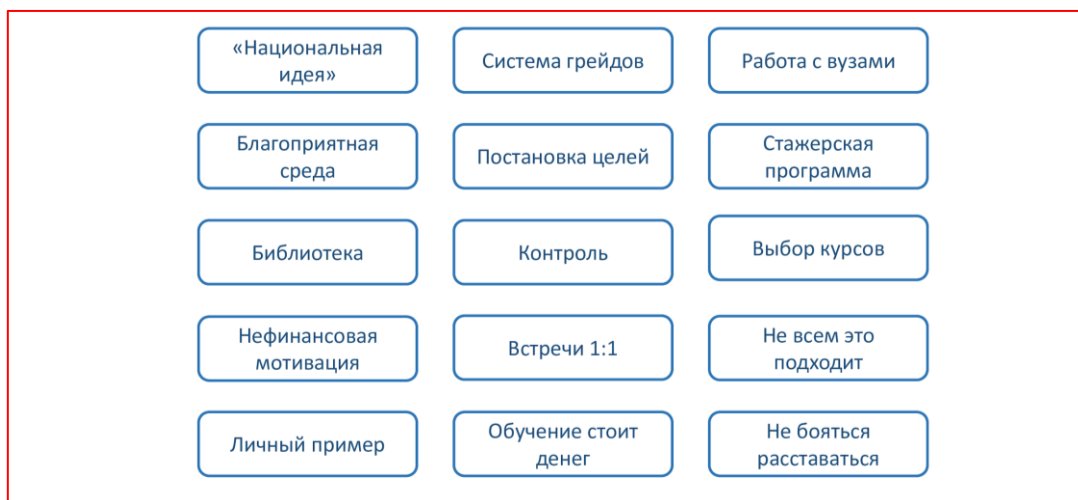 «Национальная
идея»
Система грейдов
Работа с вузами
Благоприятная
среда
Постановка целей
Стажерская
программа
Библиотека
Контроль
Выбор курсов
Нефинансовая
мотивация
Встречи 1:1
Не всем это
подходит
Личный пример
Обучение стоит
денег
Не бояться
расставаться